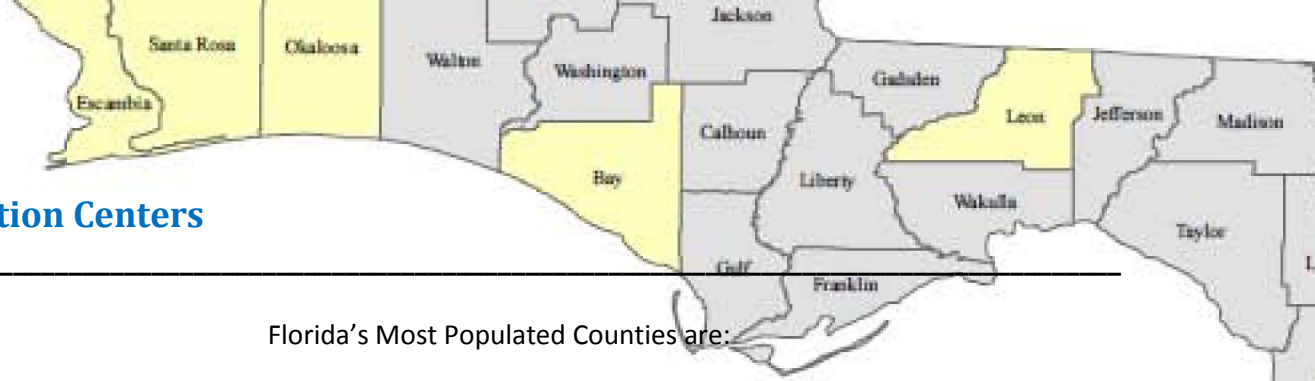 Jackson
Santa Rosa
Okaloosa
Walton
Washington
Gadsden
Escambia
Leon
Jefferson
Madison
Calhoun
Bay
Liberty
Wakulla
tion Centers
Taylor
Gulf
L
Franklin
Florida's Most Populated Counties are: